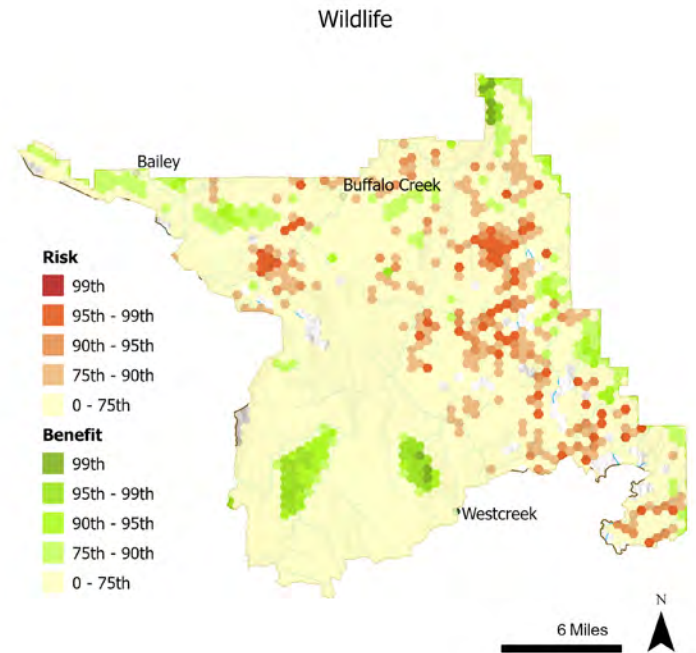 Wildlife
Bailey
Buffalo Creek
Risk
99th
95th - 99th
90th - 95th
75th - 90th
0 - 75th
Benefit
99th
95th - 99th
90th - 95th
75th - 90th
0 - 75th
Westcreek
6 Miles
N